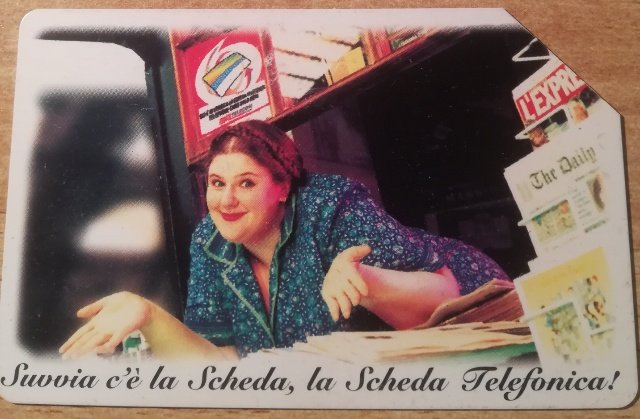 L'EXPRE
The Daily
Suvvia c'è la Scheda, la Scheda Telefonica!